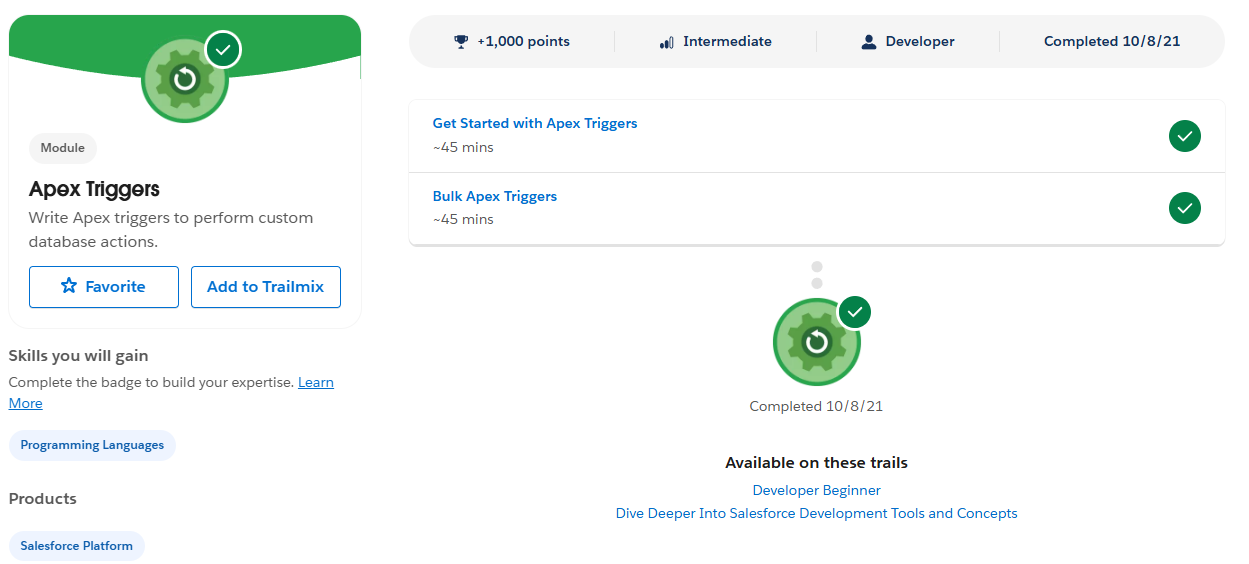 +1,000 points
Intermediate
Developer
Completed 10/8/21
Module
Apex Triggers
Write Apex triggers to perform custom
database actions.
Favorite
Add to Trailmix
Skills you will gain
Complete the badge to build your expertise. Learn
More
Programming Languages
Products
Salesforce Platform
Get Started with Apex Triggers
~45 mins
Bulk Apex Triggers
~45 mins
Completed 10/8/21
Available on these trails
Developer Beginner
Dive Deeper Into Salesforce Development Tools and Concepts